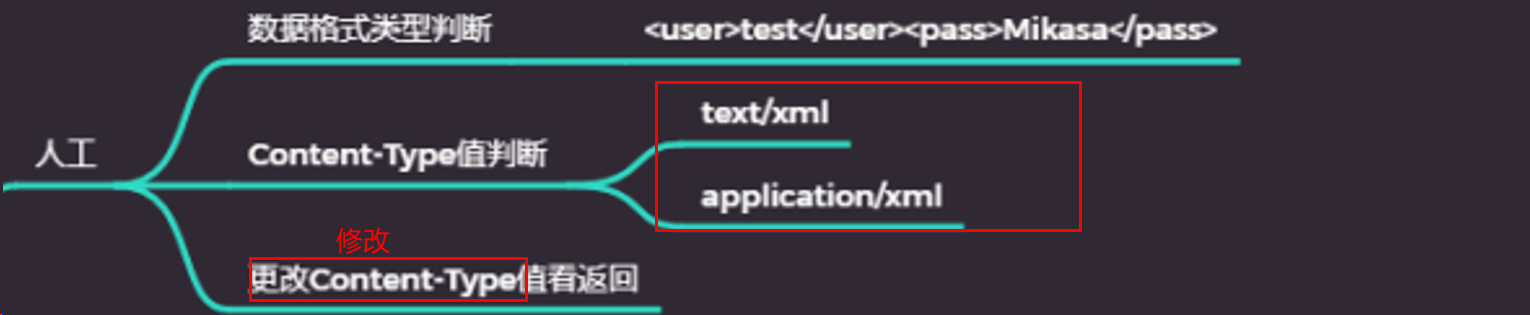 数据格式类型判断
<user>test</user><pass>Mikasa</pass>
人工
Content-Type值判断
text/xml
application/xml
修改
更改Content-Type值看返回